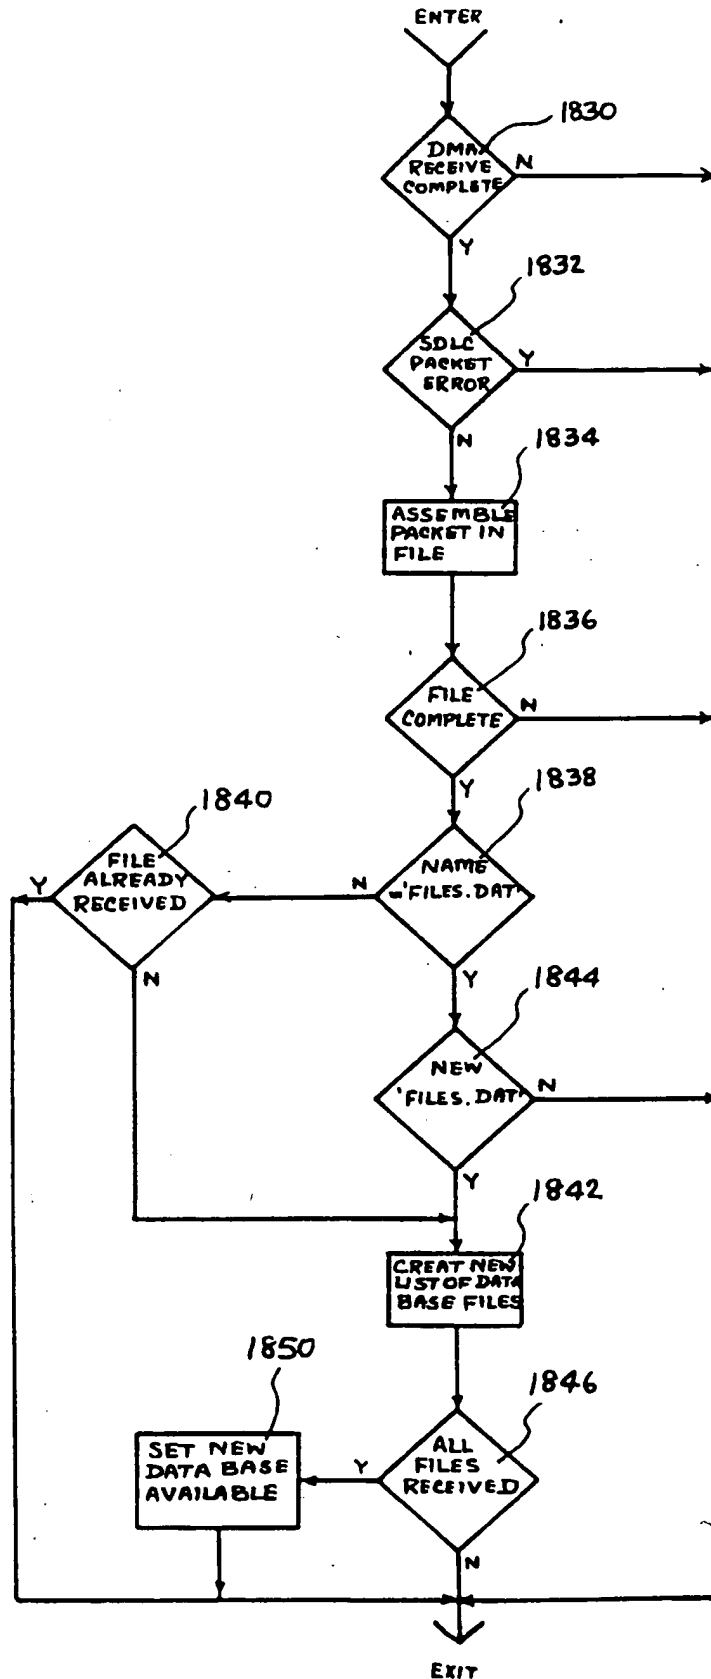 ENTER
1830
DMA
RECEIVE
COMPLETE
N
Y
1832
SDLC
PACKET
ERROR
Y
N
1834
ASSEMBLE
PACKET IN
FILE
1836
FILE
COMPLETE
N
Y
1838
NAME
='FILES.DAT'
N
Y
1840
FILE
ALREADY
RECEIVED
Y
N
1844
NEW
'FILES.DAT'
N
Y
1842
CREAT NEW
LIST OF DATA
BASE FILES
1846
ALL
FILES
RECEIVED
Y
N
1850
SET NEW
DATA BASE
AVAILABLE
EXIT